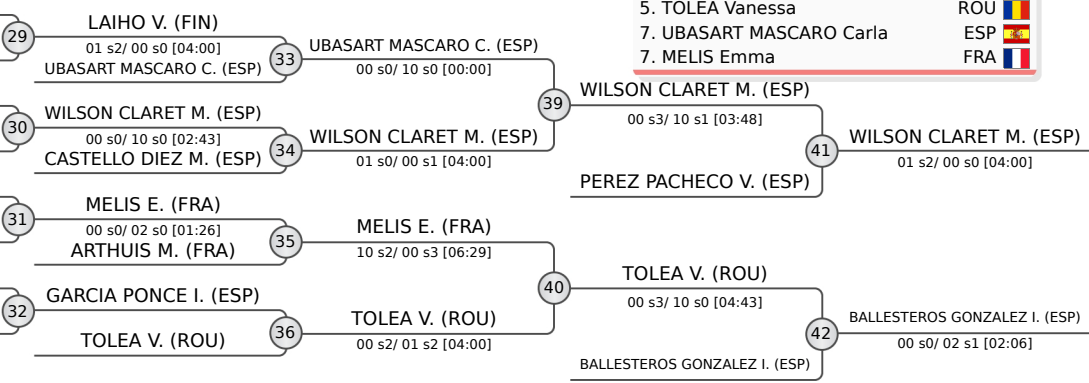 5. TOLEA Vanessa ROU
7. UBASART MASCARO Carla ESP
7. MELIS Emma FRA
29
LAIHO V. (FIN)
01 s2/ 00 s0 [04:00]
UBASART MASCARO C. (ESP)
33
UBASART MASCARO C. (ESP)
00 s0/ 10 s0 [00:00]
30
WILSON CLARET M. (ESP)
00 s0/ 10 s0 [02:43]
CASTELLO DIEZ M. (ESP)
34
WILSON CLARET M. (ESP)
01 s0/ 00 s1 [04:00]
39
WILSON CLARET M. (ESP)
00 s3/ 10 s1 [03:48]
PEREZ PACHECO V. (ESP)
41
WILSON CLARET M. (ESP)
01 s2/ 00 s0 [04:00]
31
MELIS E. (FRA)
00 s0/ 02 s0 [01:26]
ARTHUIS M. (FRA)
35
MELIS E. (FRA)
10 s2/ 00 s3 [06:29]
32
GARCIA PONCE I. (ESP)
TOLEA V. (ROU)
36
TOLEA V. (ROU)
00 s2/ 01 s2 [04:00]
40
TOLEA V. (ROU)
00 s3/ 10 s0 [04:43]
BALLESTEROS GONZALEZ I. (ESP)
42
BALLESTEROS GONZALEZ I. (ESP)
00 s0/ 02 s1 [02:06]